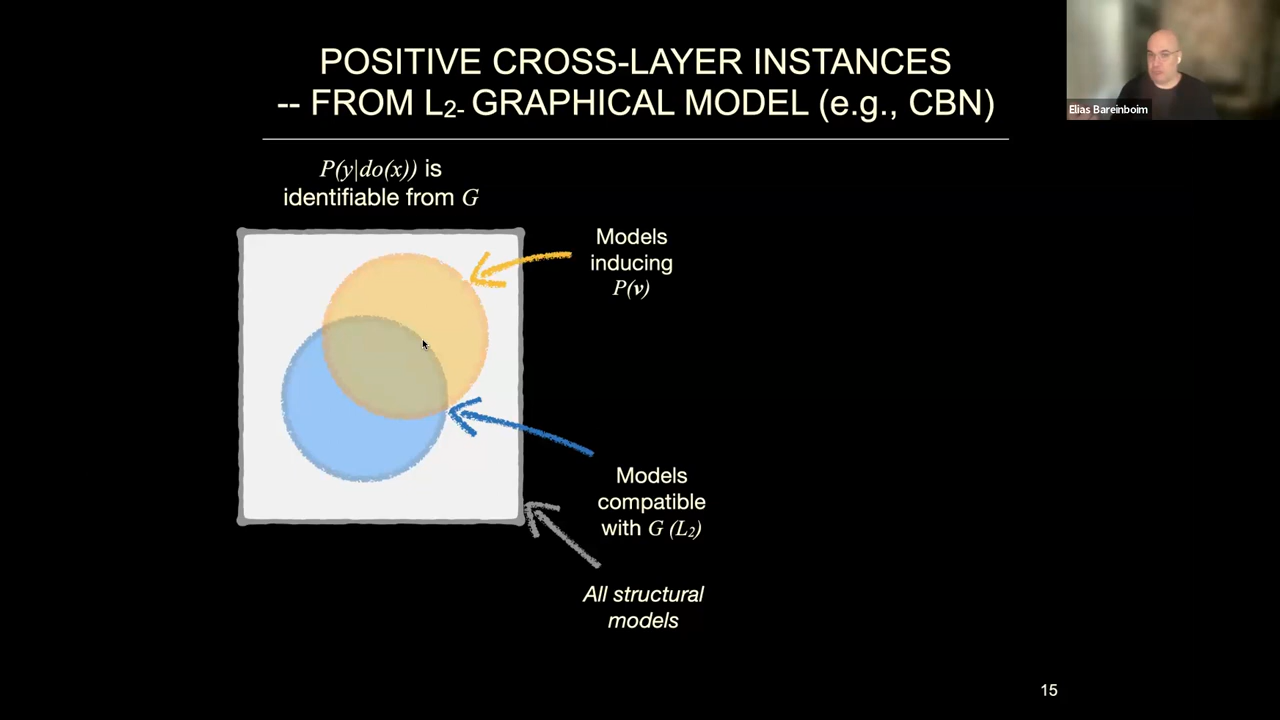 POSITIVE CROSS-LAYER INSTANCES
-- FROM L2- GRAPHICAL MODEL (e.g., CBN)
Elias Bareinboim
P(y|do(x)) is
identifiable from G
Models
inducing
P(v)
Models
compatible
with G (L2)
All structural
models
15